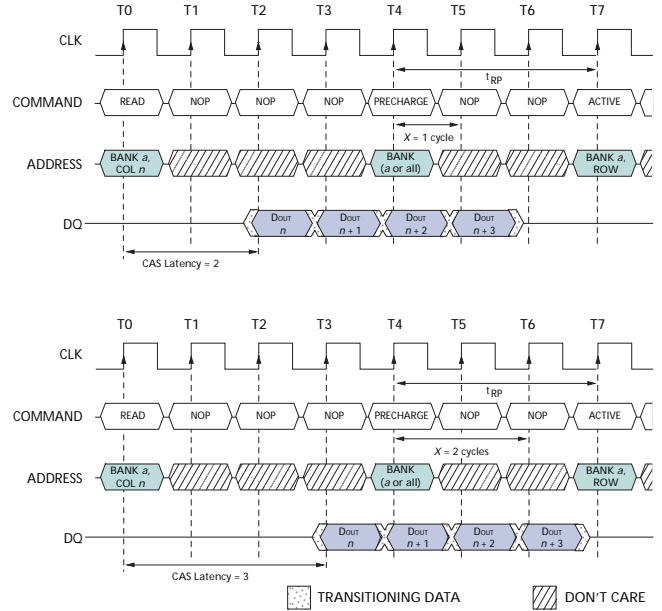 T0 T1 T2 T3 T4 T5 T6 T7
CLK
tRP
COMMAND READ NOP NOP NOP PRECHARGE NOP NOP ACTIVE
X = 1 cycle
ADDRESS BANK a, COL n BANK (a or all) BANK a, ROW
DQ DOUT n DOUT n + 1 DOUT n + 2 DOUT n + 3
CAS Latency = 2
T0 T1 T2 T3 T4 T5 T6 T7
CLK
tRP
COMMAND READ NOP NOP NOP PRECHARGE NOP NOP ACTIVE
X = 2 cycles
ADDRESS BANK a, COL n BANK (a or all) BANK a, ROW
DQ DOUT n DOUT n + 1 DOUT n + 2 DOUT n + 3
CAS Latency = 3
TRANSITIONING DATA DON'T CARE